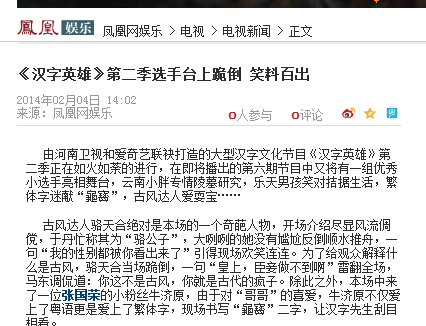 鳳凰 娱乐 凤凰网娱乐 > 电视 > 电视新闻 > 正文
《汉字英雄》第二季选手台上跪倒 笑料百出
2014年02月04日 14:02
来源：凤凰网娱乐 0人参与 0评论
由河南卫视和爱奇艺联袂打造的大型汉字文化节目《汉字英雄》第
二季正在如火如荼的进行，在即将播出的第六期节目中又将有一组优秀
小选手亮相舞台，云南小胖专情陵墓研究，乐天男孩笑对拮据生活，繁
体字迷献“龜竊”，古风达人爱耍宝……
古风达人骆天合绝对是本场的一个奇葩人物，开场介绍尽显风流倜
傥，于丹忙称其为“骆公子”，大咧咧的她没有尴尬反倒顺水推舟，一
句“我的性别都被你看出来了”引得现场欢笑连连。为了给观众解释什
么是古风，骆天合当场跪倒，一句“皇上，臣妾做不到啊”雷翻全场，
马东调侃道：你这不是古风，你就是古代的疯子。除此之外，本场中来
了一位张国荣的小粉丝牛济原，由于对“哥哥”的喜爱，牛济原不仅爱
上了粤语更是爱上了繁体字，现场书写“龜竊”二字，让汉字先生刮目
相看。